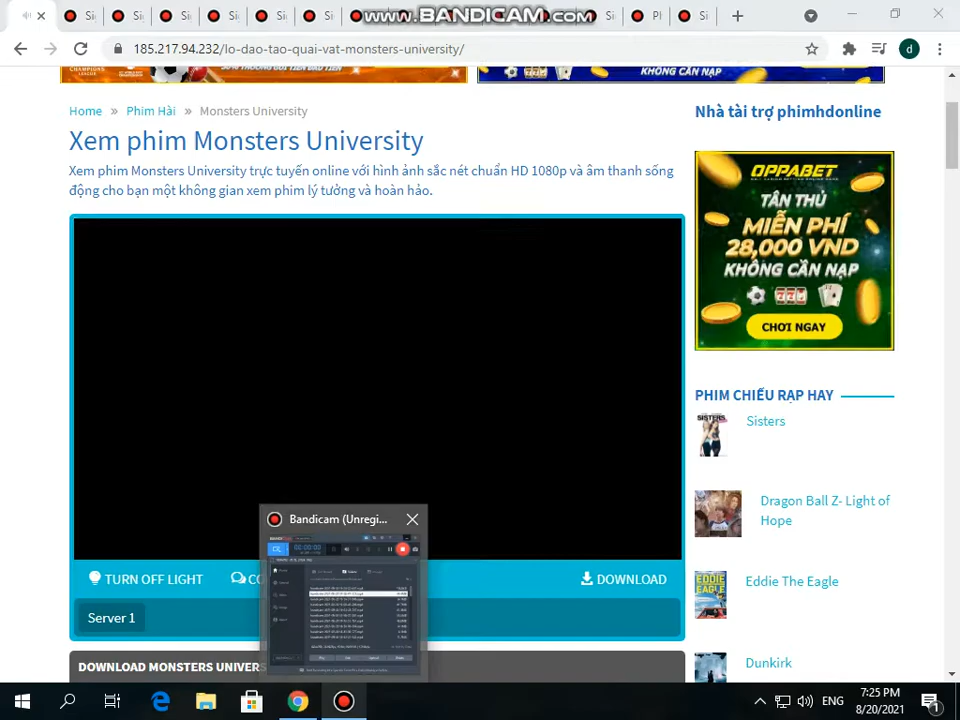 www.BANDICAM.com
185.217.94.232/lo-dao-tao-quai-vat-monsters-university/
d
KHÔNG CẦN NẠP
Home » Phim Hài » Monsters University
Xem phim Monsters University
Xem phim Monsters University trực tuyến online với hình ảnh sắc nét chuẩn HD 1080p và âm thanh sống
động cho bạn một không gian xem phim lý tưởng và hoàn hảo.
Nhà tài trợ phimhdonline
OPPABET
TÂN THỦ
MIỄN PHÍ
28,000 VND
KHÔNG CẦN NẠP
CHƠI NGAY
PHIM CHIẾU RẠP HAY
Sisters
Dragon Ball Z- Light of
Hope
Eddie The Eagle
Dunkirk
Bandicam (Unregi...
TURN OFF LIGHT
CO
DOWNLOAD
Server 1
DOWNLOAD MONSTERS UNIVERS
ENG
7:25 PM
8/20/2021
1